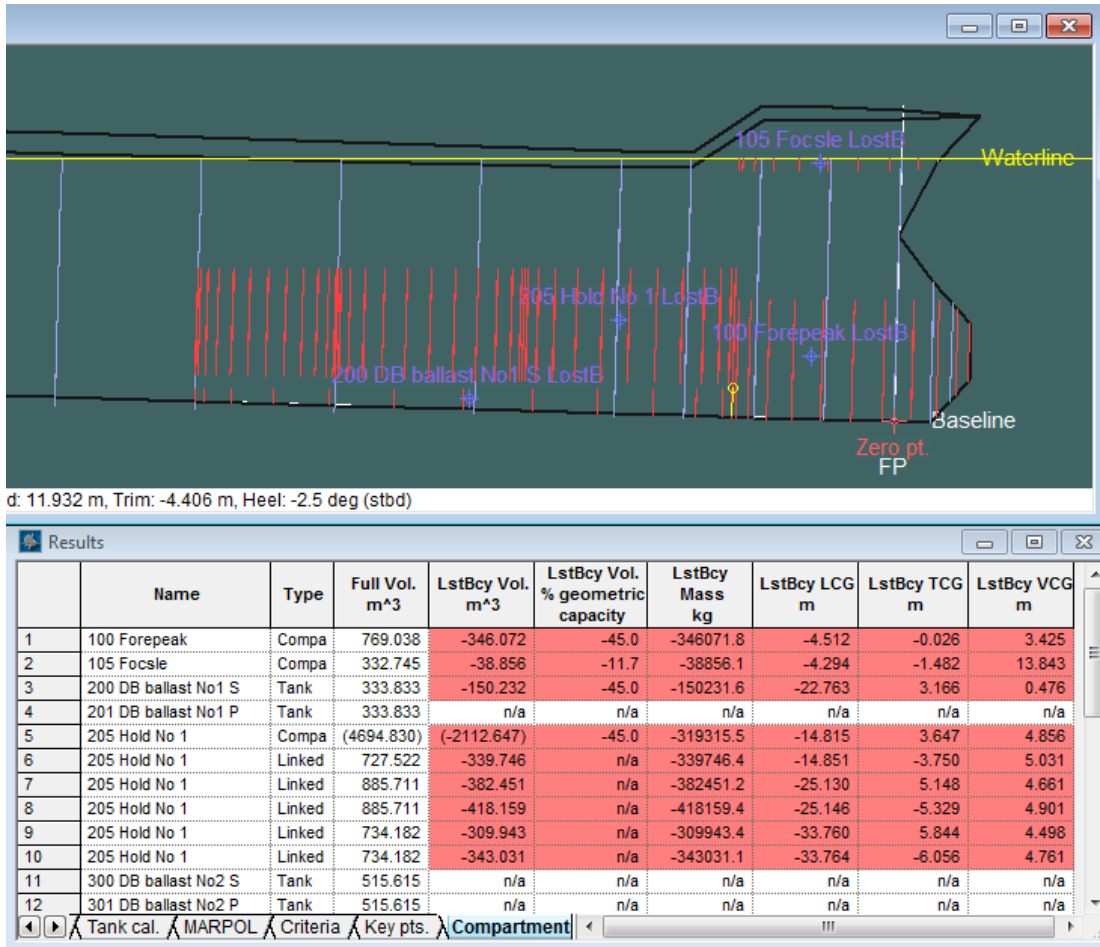 105 Focsle LostB
Waterline
205 Hold No 1 LostB
100 Forepeak LostB
200 DB ballast No1 S LostB
Baseline
Zero pt.
FP
d: 11.932 m, Trim: -4.406 m, Heel: -2.5 deg (stbd)
Results
Name Type Full Vol. m^3 LstBcy Vol. m^3 LstBcy Vol. % geometric capacity LstBcy Mass kg LstBcy LCG m LstBcy TCG m LstBcy VCG m
1 100 Forepeak Compa 769.038 -346.072 -45.0 -346071.8 -4.512 -0.026 3.425
2 105 Focsle Compa 332.745 -38.856 -11.7 -38856.1 -4.294 -1.482 13.843
3 200 DB ballast No1 S Tank 333.833 -150.232 -45.0 -150231.6 -22.763 3.166 0.476
4 201 DB ballast No1 P Tank 333.833 n/a n/a n/a n/a n/a n/a
5 205 Hold No 1 Compa (4694.830) (-2112.647) -45.0 -319315.5 -14.815 3.647 4.856
6 205 Hold No 1 Linked 727.522 -339.746 n/a -339746.4 -14.851 -3.750 5.031
7 205 Hold No 1 Linked 885.711 -382.451 n/a -382451.2 -25.130 5.148 4.661
8 205 Hold No 1 Linked 885.711 -418.159 n/a -418159.4 -25.146 -5.329 4.901
9 205 Hold No 1 Linked 734.182 -309.943 n/a -309943.4 -33.760 5.844 4.498
10 205 Hold No 1 Linked 734.182 -343.031 n/a -343031.1 -33.764 -6.056 4.761
11 300 DB ballast No2 S Tank 515.615 n/a n/a n/a n/a n/a n/a
12 301 DB ballast No2 P Tank 515.615 n/a n/a n/a n/a n/a n/a
Tank cal. MARPOL Criteria Key pts. Compartment